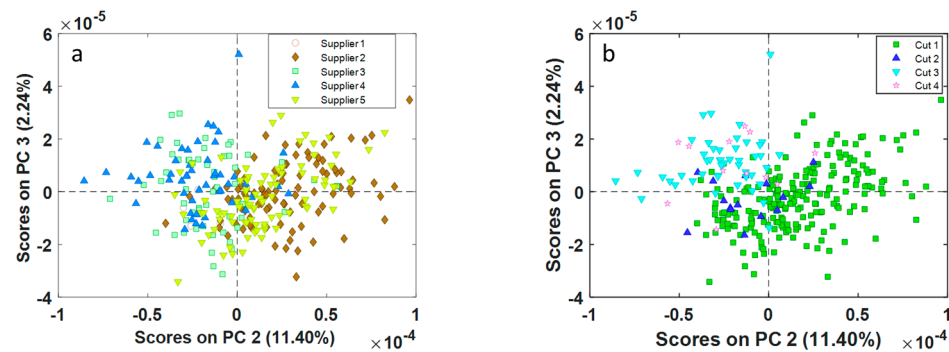 × 10⁻⁵
a
6
4
2
0
-2
-4
Scores on PC 3 (2.24%)
Supplier 1
Supplier 2
Supplier 3
Supplier 4
Supplier 5
-1
-0.5
0
0.5
1
Scores on PC 2 (11.40%)
× 10⁻⁴
× 10⁻⁵
b
6
4
2
0
-2
-4
Scores on PC 3 (2.24%)
Cut 1
Cut 2
Cut 3
Cut 4
-1
-0.5
0
0.5
1
Scores on PC 2 (11.40%)
× 10⁻⁴